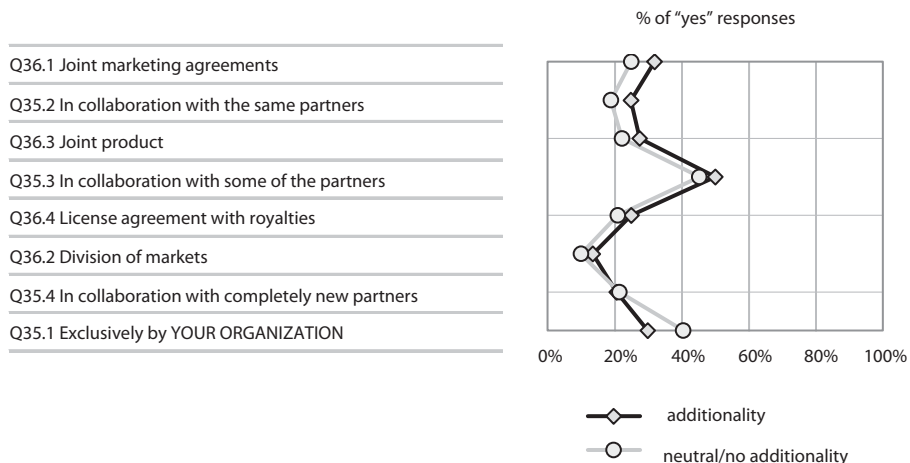 % of “yes” responses
Q36.1 Joint marketing agreements
Q35.2 In collaboration with the same partners
Q36.3 Joint product
Q35.3 In collaboration with some of the partners
Q36.4 License agreement with royalties
Q36.2 Division of markets
Q35.4 In collaboration with completely new partners
Q35.1 Exclusively by YOUR ORGANIZATION
0% 20% 40% 60% 80% 100%
additionality
neutral/no additionality